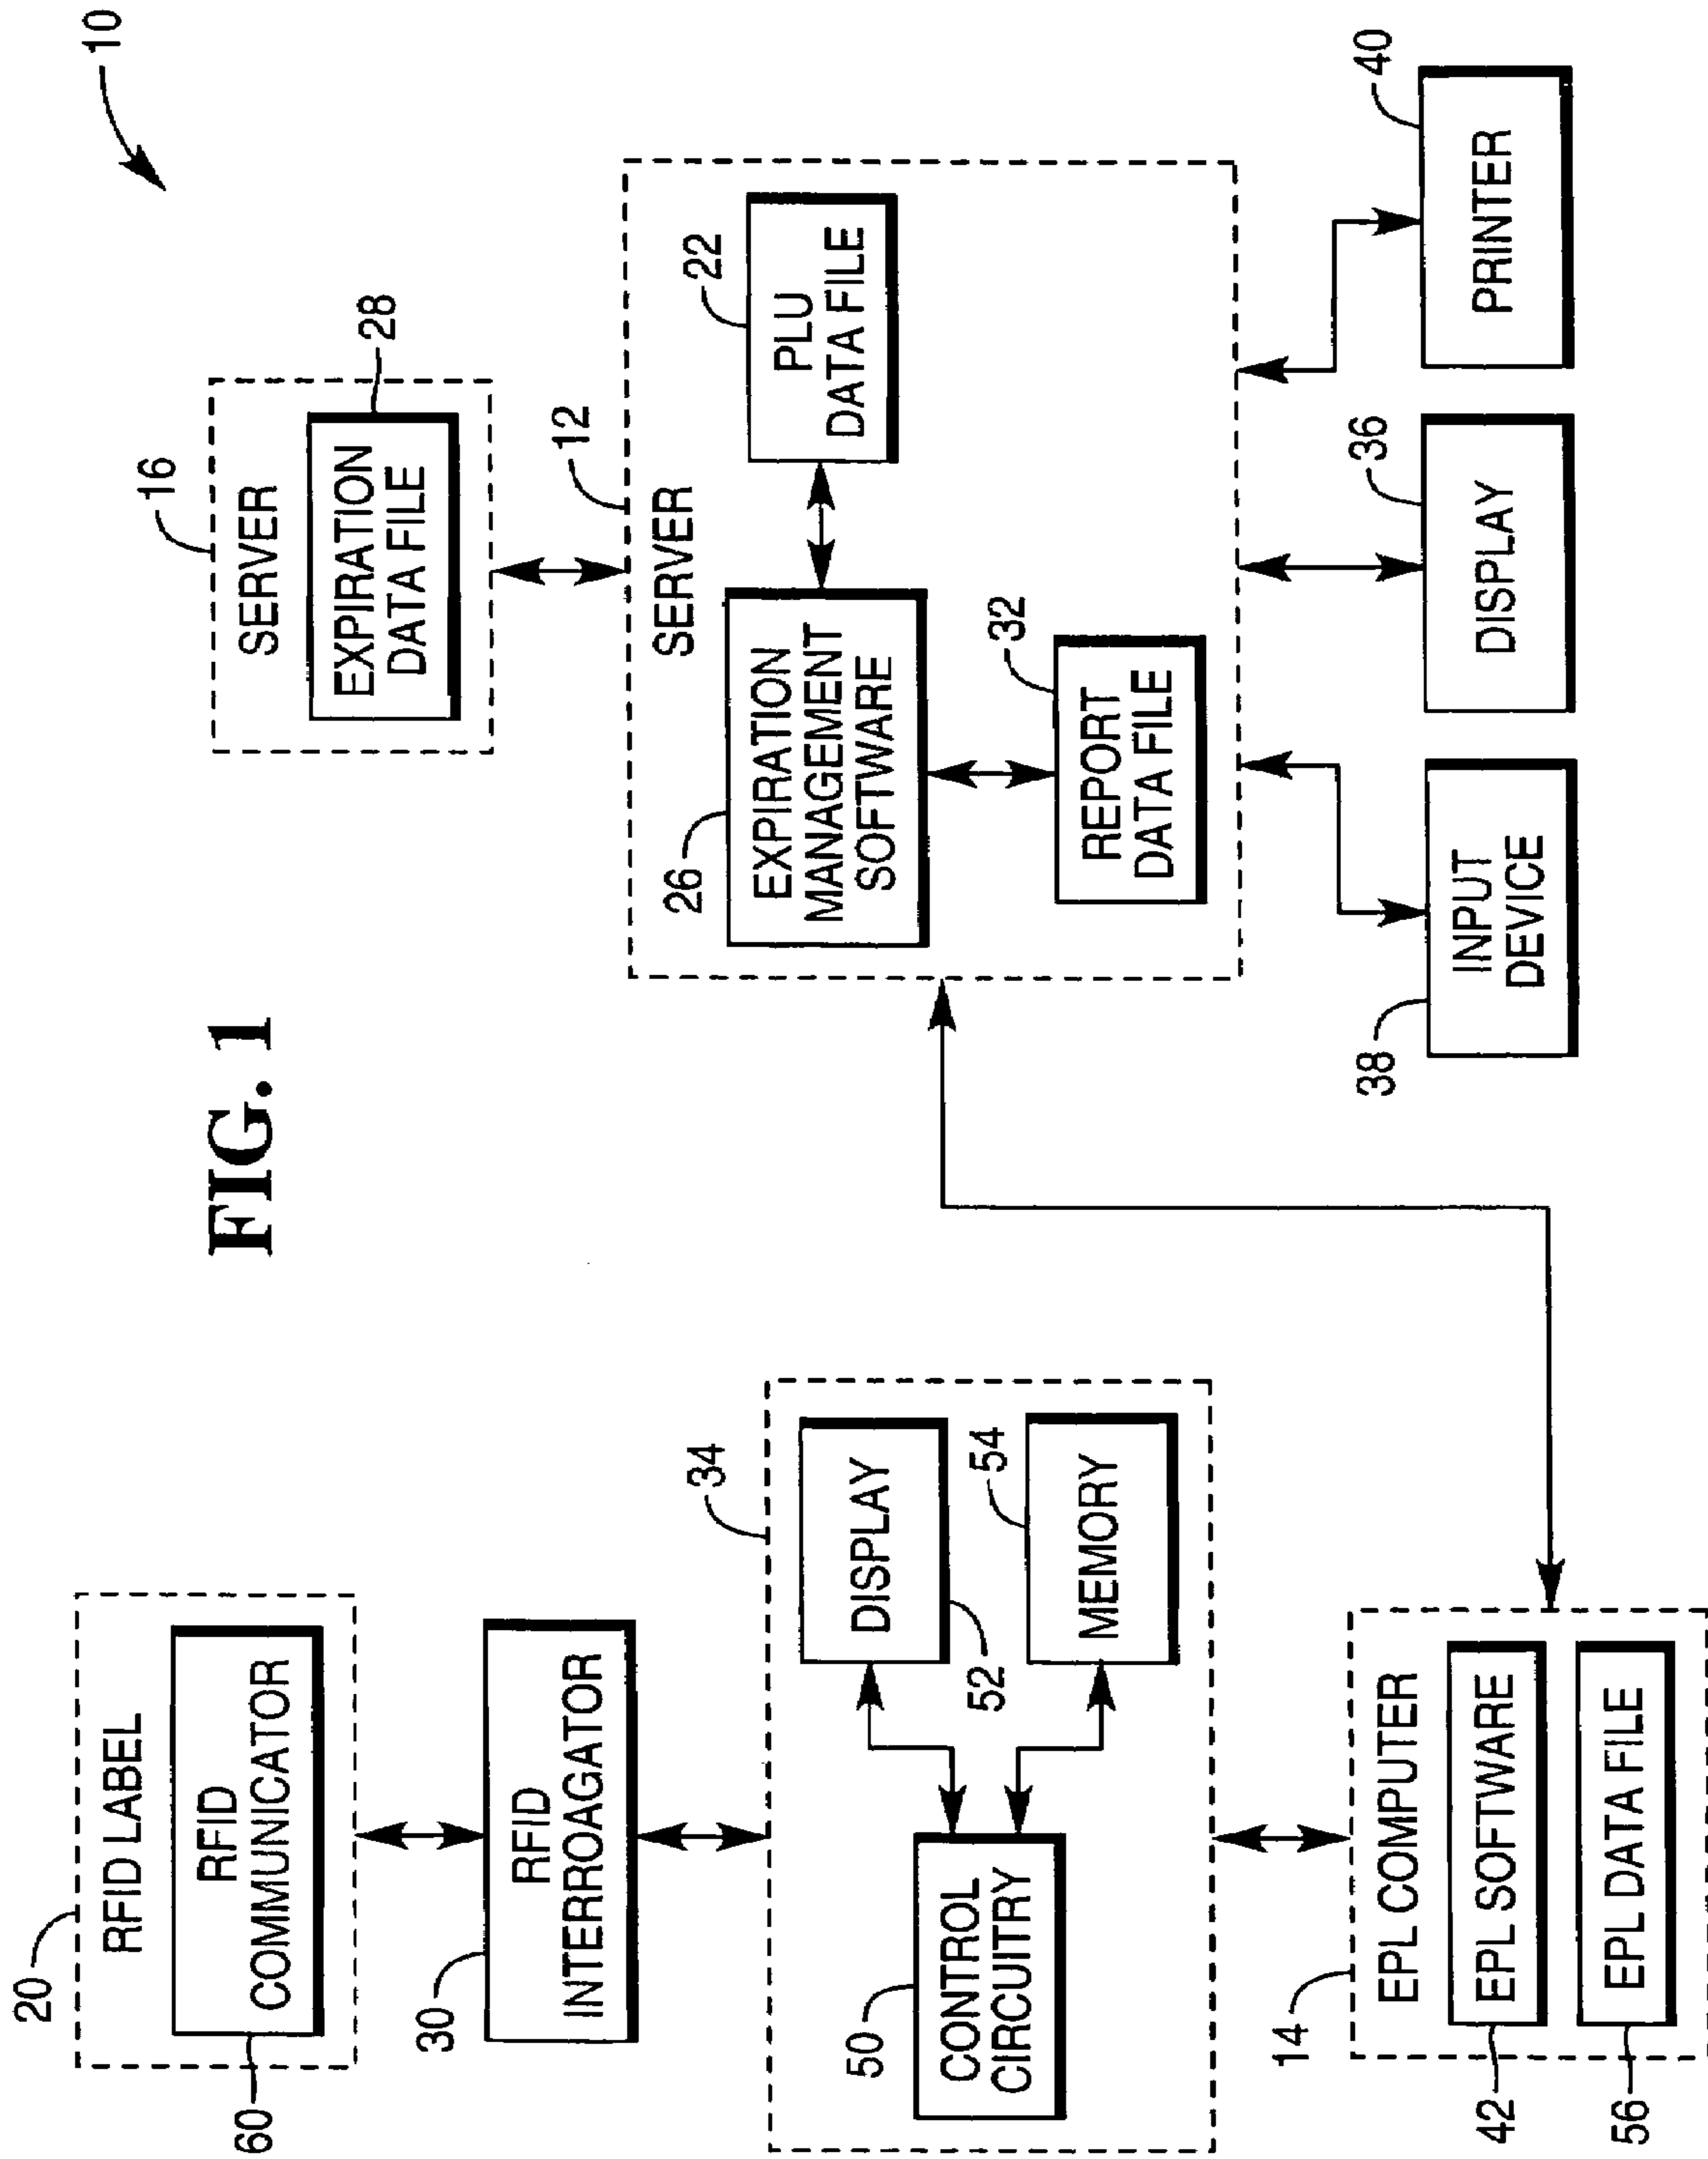 FIG. 1
10
20
RFID LABEL
RFID
COMMUNICATOR
60
30
RFID
INTERROAGATOR
34
DISPLAY
52
MEMORY
54
50
CONTROL
CIRCUITRY
14
EPL COMPUTER
42
EPL SOFTWARE
56
EPL DATA FILE
16
SERVER
EXPIRATION
DATA FILE
28
12
SERVER
26
EXPIRATION
MANAGEMENT
SOFTWARE
22
PLU
DATA FILE
32
REPORT
DATA FILE
38
INPUT
DEVICE
36
DISPLAY
40
PRINTER